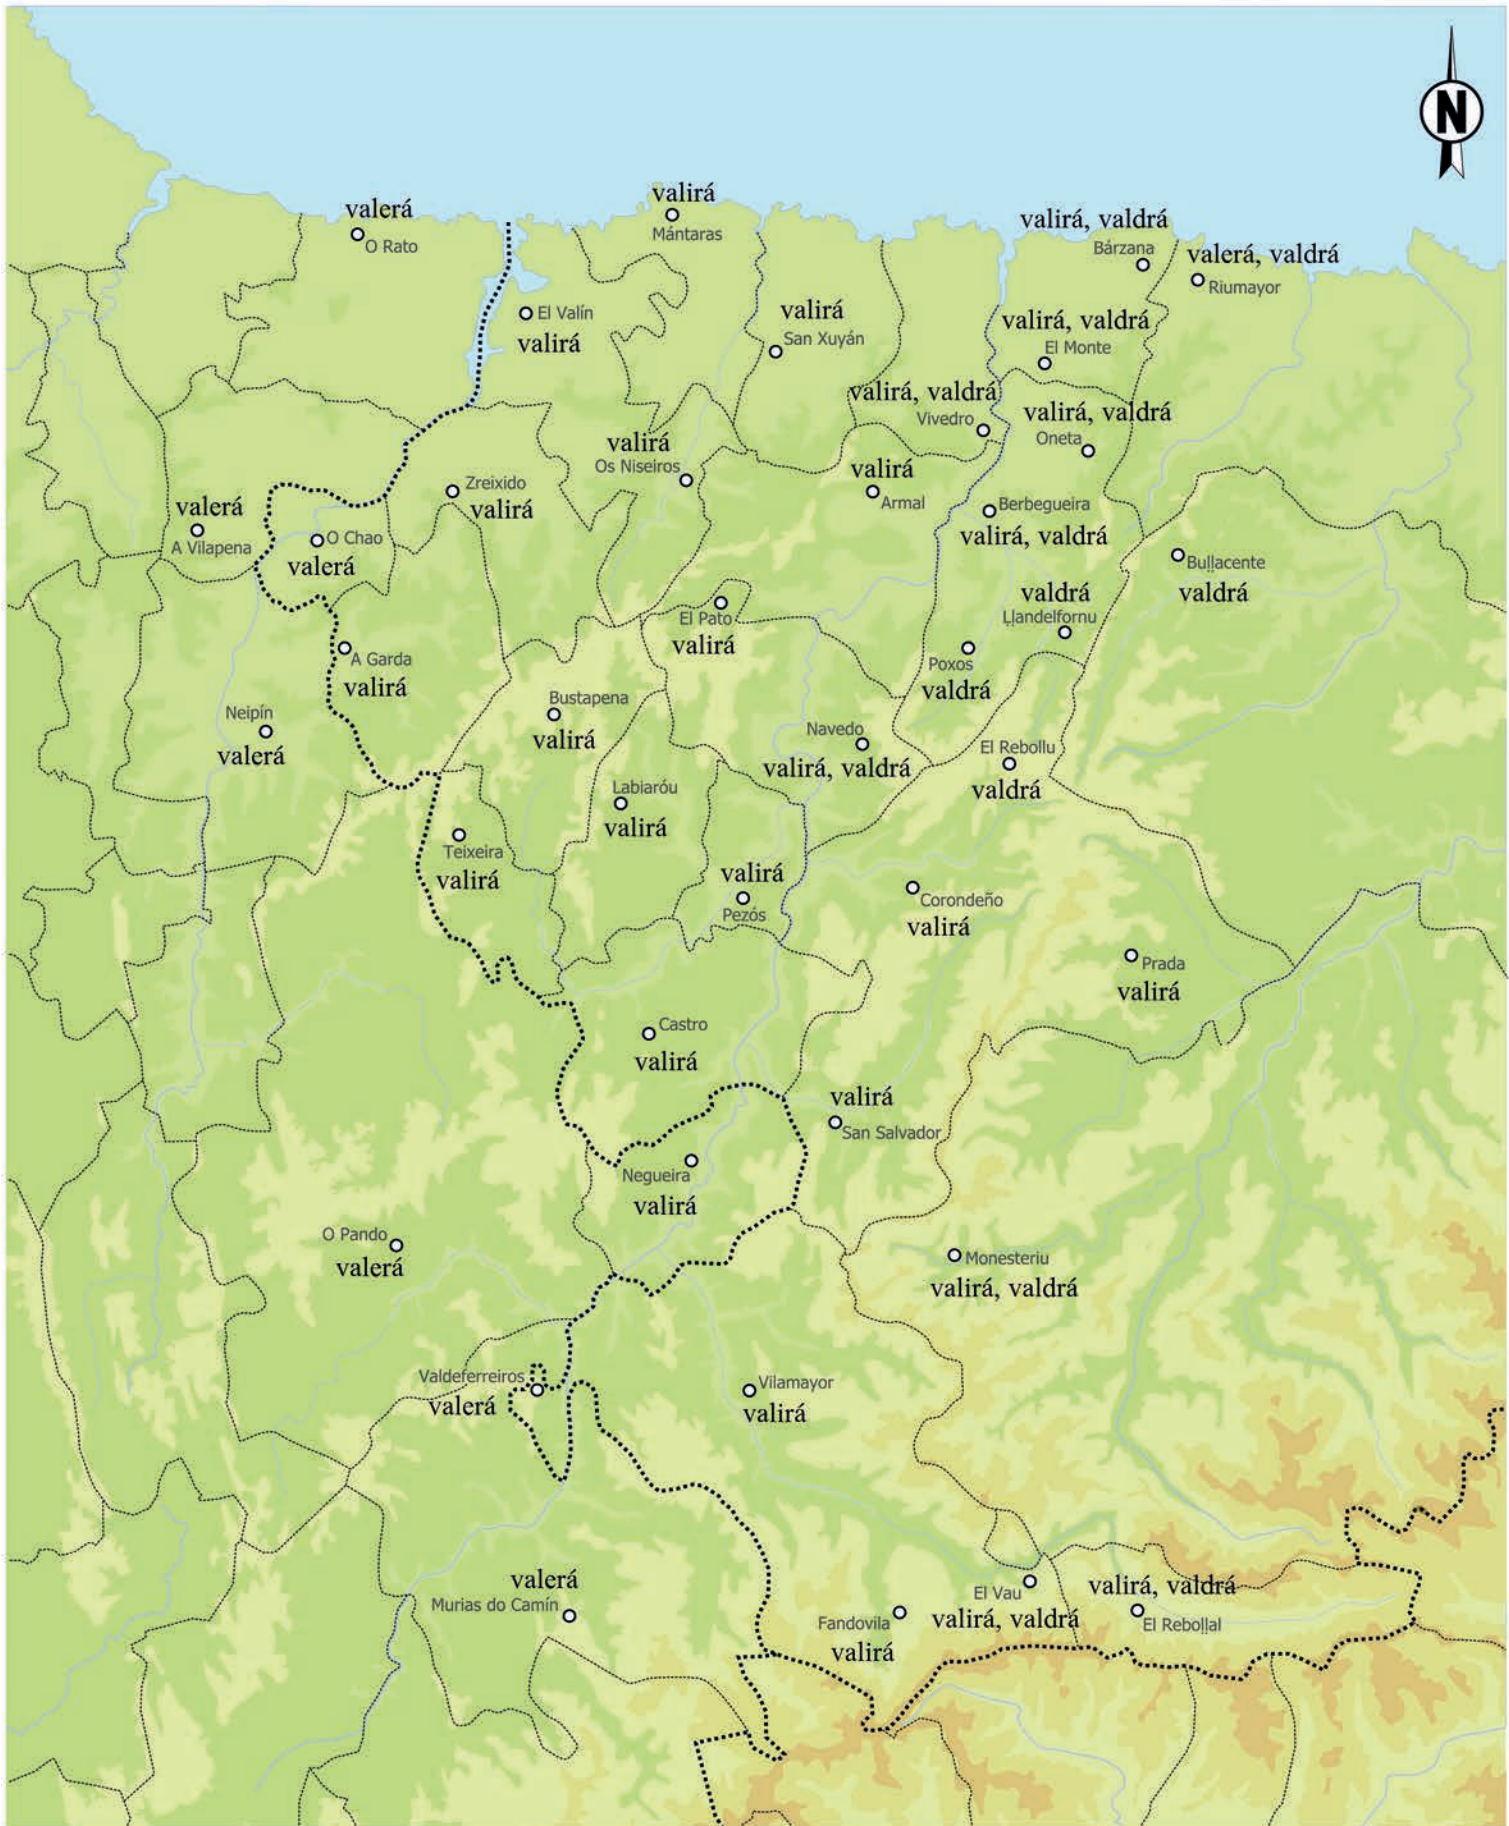 N
valirá
Mántaras
valerá
O Rato
valirá, valdrá
Bárzana
valerá, valdrá
Riumayor
El Valín
valirá
valirá
San Xuyán
valirá, valdrá
El Monte
valirá, valdrá
Vivedro
valirá, valdrá
Oneta
valirá
Os Niseiros
valirá
Armal
Zreixido
valirá
valerá
A Vilapena
O Chao
valerá
Berbegueira
valirá, valdrá
Buḷḷacente
valdrá
valdrá
Ḷḷandelfornu
El Pato
valirá
A Garda
valirá
Poxos
valdrá
Bustapena
valirá
Neipín
valerá
Navedo
valirá, valdrá
El Rebollu
valdrá
Labiaróu
valirá
Teixeira
valirá
valirá
Pezós
Corondeño
valirá
Prada
valirá
Castro
valirá
valirá
San Salvador
Negueira
valirá
O Pando
valerá
Monesteriu
valirá, valdrá
Valdeferreiros
valerá
Vilamayor
valirá
valerá
Murias do Camín
El Vau
valirá, valdrá
valirá, valdrá
El Reboḷḷal
Fandovila
valirá